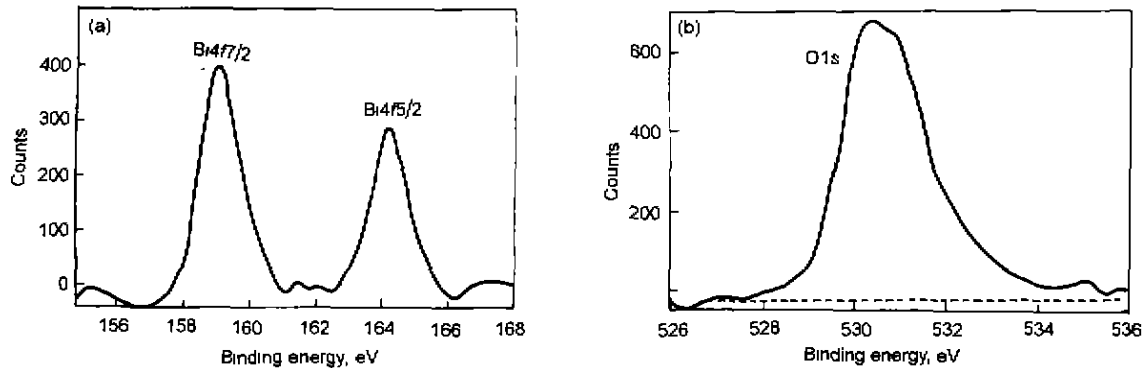 (a)
Bi4f7/2
Bi4f5/2
400
300
200
100
0
Counts
156 158 160 162 164 166 168
Binding energy, eV
(b)
O1s
600
400
200
Counts
526 528 530 532 534 536
Binding energy, eV